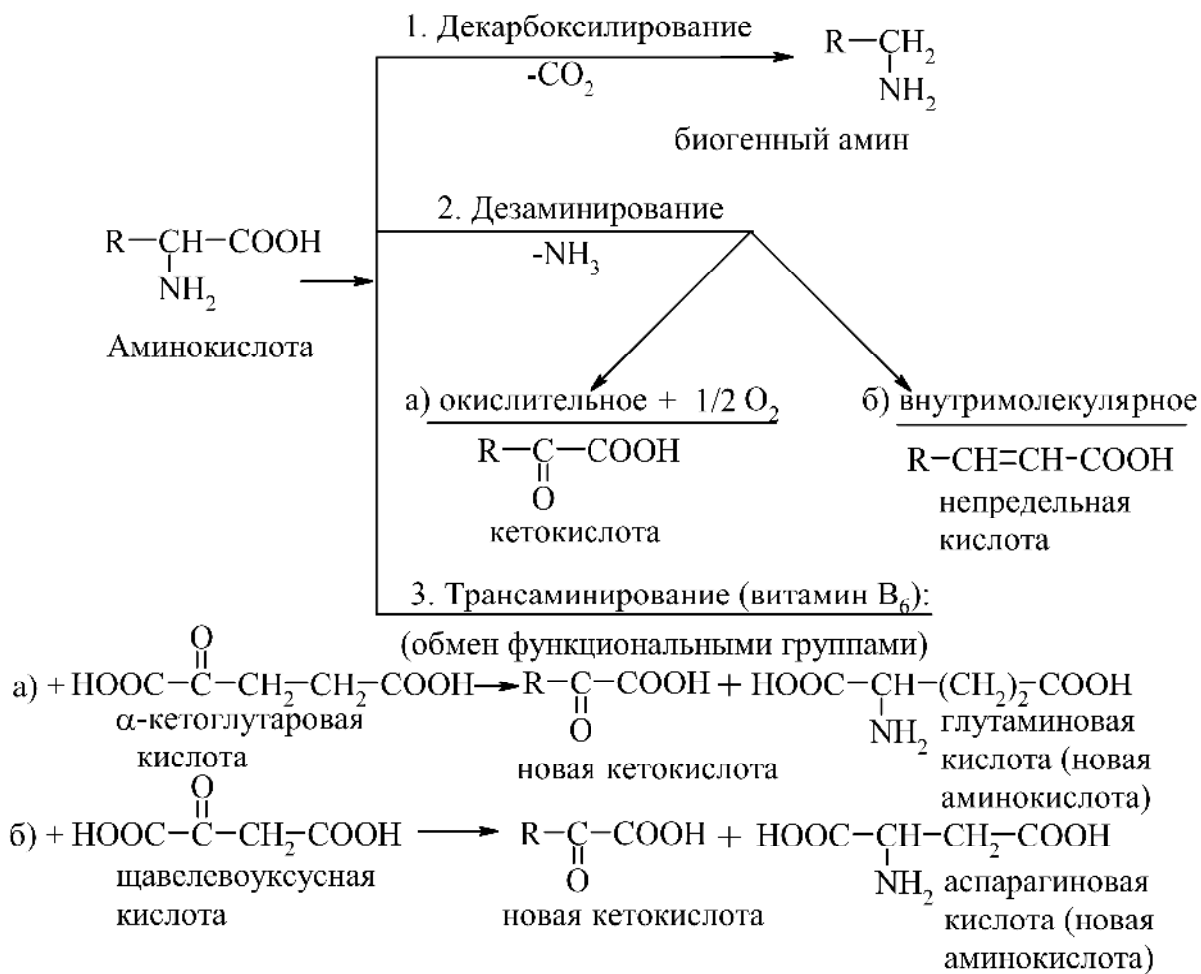 1. Декарбоксилирование
-CO₂
R—CH₂
NH₂
биогенный амин
2. Дезаминирование
-NH₃
R—CH—COOH
NH₂
Аминокислота
а) окислительное + 1/2 O₂
R—C—COOH
O
кетокислота
б) внутримолекулярное
R—CH=CH-COOH
непредельная
кислота
3. Трансаминирование (витамин B₆):
(обмен функциональными группами)
O
а) + HOOC—C—CH₂—CH₂—COOH → R—C—COOH + HOOC—CH—(CH₂)₂—COOH
α-кетоглутаровая
кислота
O
новая кетокислота
NH₂ глутаминовая
кислота (новая
аминокислота)
O
б) + HOOC—C—CH₂—COOH → R—C—COOH + HOOC—CH—CH₂—COOH
щавелевоуксусная
кислота
O
новая кетокислота
NH₂ аспарагиновая
кислота (новая
аминокислота)